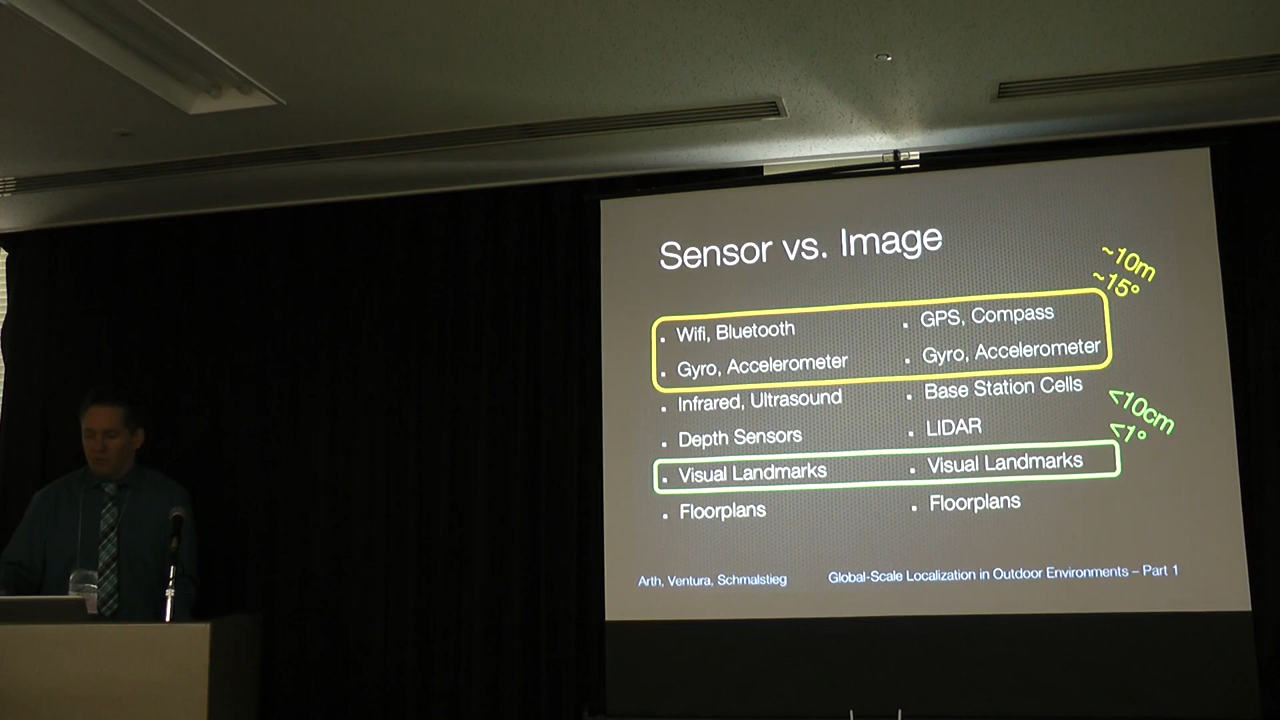 Sensor vs. Image
~10m
~15°
• Wifi, Bluetooth
• Gyro, Accelerometer
• Infrared, Ultrasound
• Depth Sensors
• Visual Landmarks
• Floorplans
• GPS, Compass
• Gyro, Accelerometer
• Base Station Cells
• LIDAR
• Visual Landmarks
• Floorplans
<10cm
<1°
Arth, Ventura, Schmalstieg
Global-Scale Localization in Outdoor Environments – Part 1